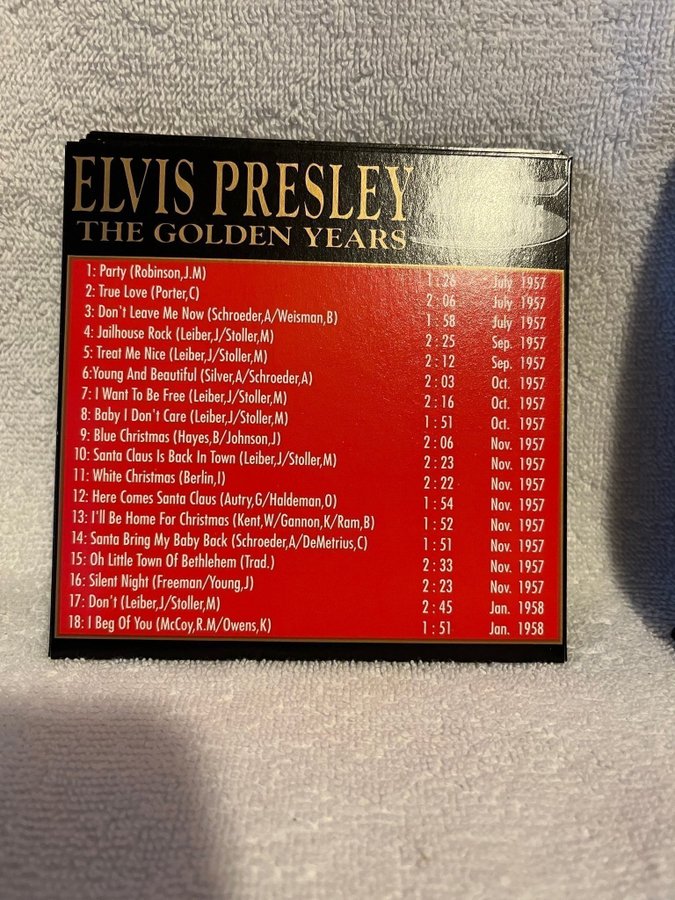 ELVIS PRESLEY
THE GOLDEN YEARS
1: Party (Robinson,J.M) 1:26 July 1957
2: True Love (Porter,C) 2:06 July 1957
3: Don't Leave Me Now (Schroeder,A/Weisman,B) 1:58 July 1957
4: Jailhouse Rock (Leiber,J/Stoller,M) 2:25 Sep. 1957
5: Treat Me Nice (Leiber,J/Stoller,M) 2:12 Sep. 1957
6:Young And Beautiful (Silver,A/Schroeder,A) 2:03 Oct. 1957
7: I Want To Be Free (Leiber,J/Stoller,M) 2:16 Oct. 1957
8: Baby I Don't Care (Leiber,J/Stoller,M) 1:51 Oct. 1957
9: Blue Christmas (Hayes,B/Johnson,J) 2:06 Nov. 1957
10: Santa Claus Is Back In Town (Leiber,J/Stoller,M) 2:23 Nov. 1957
11: White Christmas (Berlin,I) 2:22 Nov. 1957
12: Here Comes Santa Claus (Autry,G/Haldeman,O) 1:54 Nov. 1957
13: I'll Be Home For Christmas (Kent,W/Gannon,K/Ram,B) 1:52 Nov. 1957
14: Santa Bring My Baby Back (Schroeder,A/DeMetrius,C) 1:51 Nov. 1957
15: Oh Little Town Of Bethlehem (Trad.) 2:33 Nov. 1957
16: Silent Night (Freeman/Young,J) 2:23 Nov. 1957
17: Don't (Leiber,J/Stoller,M) 2:45 Jan. 1958
18: I Beg Of You (McCoy,R.M/Owens,K) 1:51 Jan. 1958